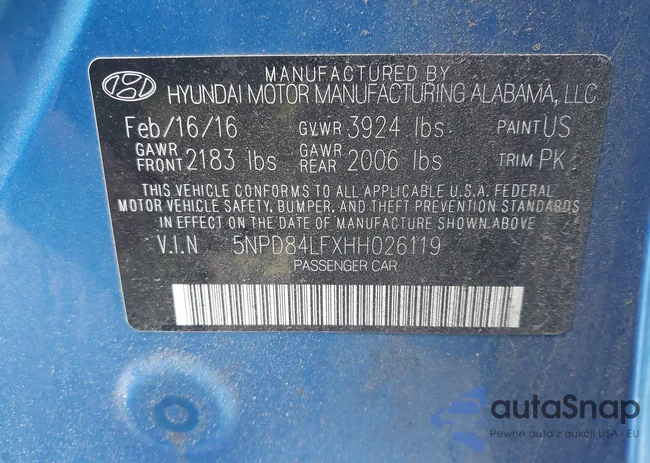 MANUFACTURED BY
HYUNDAI MOTOR MANUFACTURING ALABAMA, LLC
Feb/16/16 GVWR 3924 lbs PAINT US
GAWR FRONT 2183 lbs GAWR REAR 2006 lbs TRIM PK
THIS VEHICLE CONFORMS TO ALL APPLICABLE U.S.A. FEDERAL
MOTOR VEHICLE SAFETY, BUMPER, AND THEFT PREVENTION STANDARDS
IN EFFECT ON THE DATE OF MANUFACTURE SHOWN ABOVE
V.I.N 5NPD84LFXHH026119
PASSENGER CAR
autaSnap
Pewne auta z aukcji USA i EU